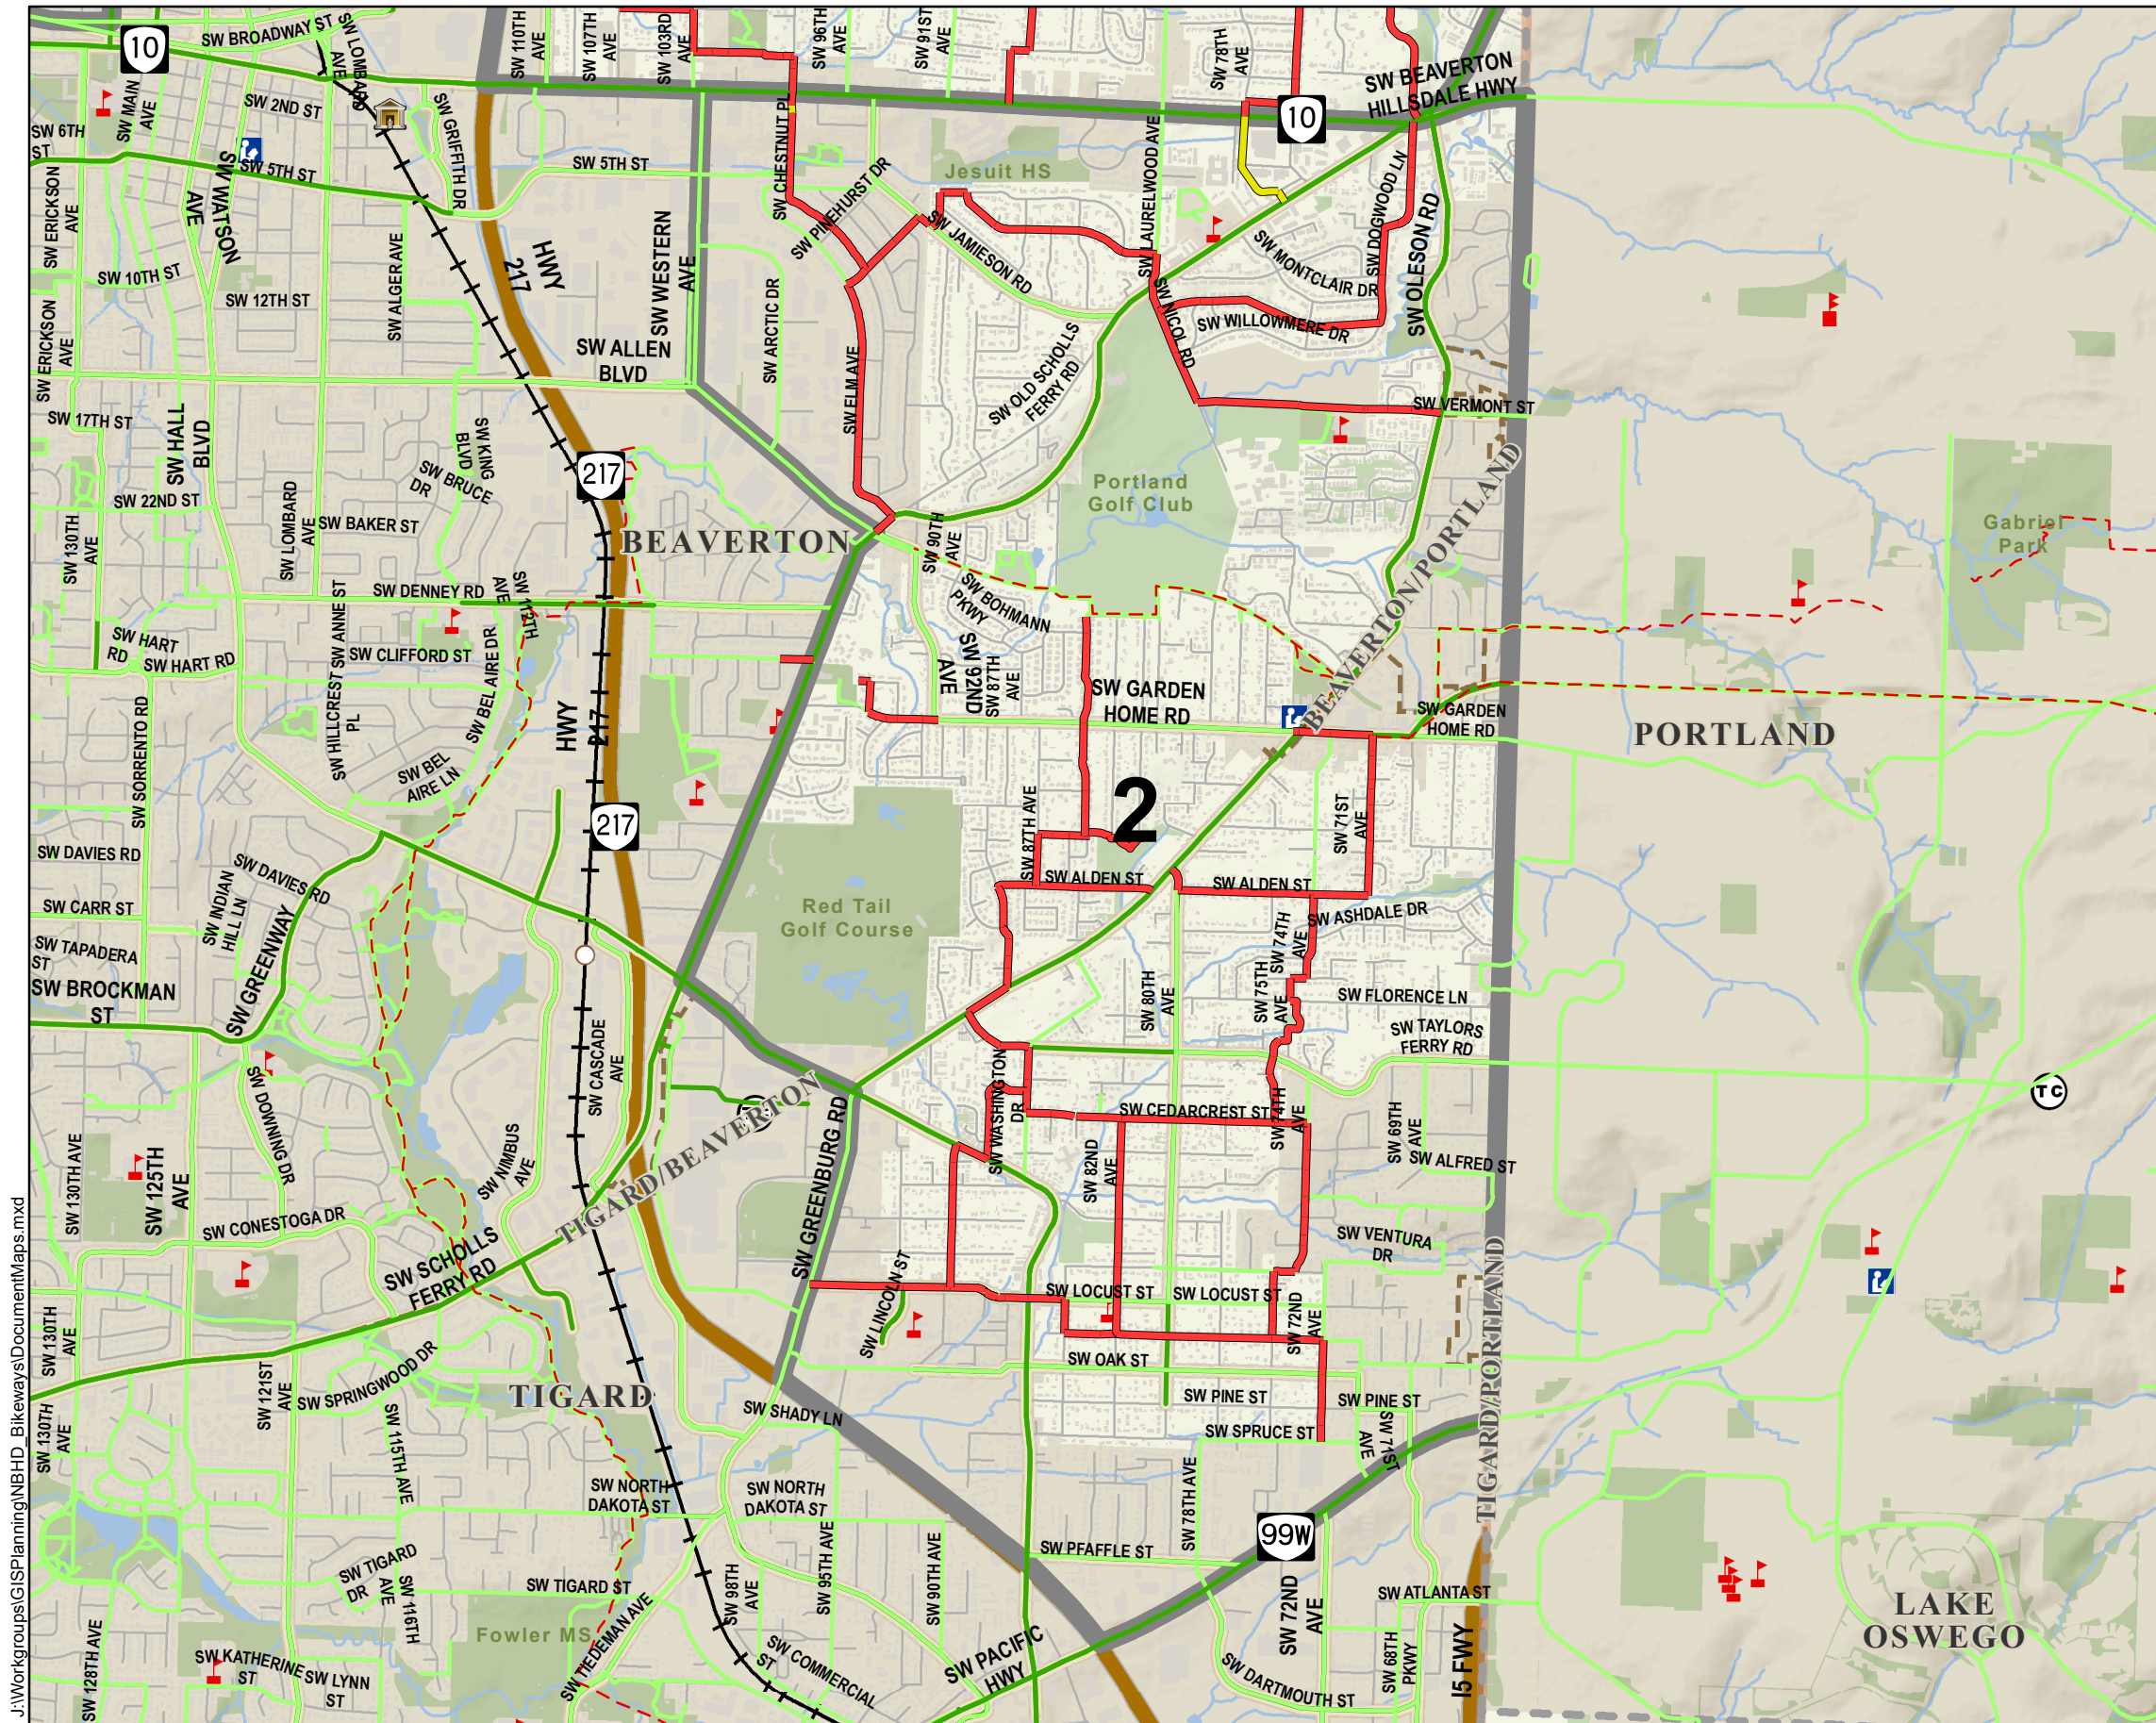 10
SW BROADWAY ST
SW LOMBARD
AVE
SW 110TH
AVE
SW 107TH
AVE
SW 103RD
AVE
SW 96TH
AVE
SW 91ST
AVE
SW 78TH
AVE
SW BEAVERTON
HILLSDALE HWY
10
SW MAIN
AVE
SW 2ND ST
SW GRIFFITH DR
SW 6TH
ST
SW 5TH ST
SW 5TH ST
SW WATSON
AVE
SW CHESTNUT PL
SW PINEHURST DR
Jesuit HS
SW LAURELWOOD AVE
SW DOGWOOD LN
SW OLESON RD
SW ERICKSON
AVE
SW 10TH ST
SW 12TH ST
SW ALGER AVE
HWY
217
SW WESTERN
AVE
SW ARCTIC DR
SW JAMIESON RD
SW MONTCLAIR DR
SW NICOL RD
SW WILLOWMERE DR
SW OLD SCHOLLS
FERRY RD
SW ERICKSON
AVE
SW ALLEN
BLVD
SW ELM AVE
SW VERMONT ST
SW 17TH ST
SW HALL
BLVD
SW KING
BLVD
SW BRUCE
DR
217
SW 22ND ST
SW LOMBARD
AVE
SW BAKER ST
SW 130TH
AVE
BEAVERTON
Portland
Golf Club
SW 90TH
AVE
SW BOHMANN
PKWY
BEAVERTON/PORTLAND
Gabriel
Park
SW DENNEY RD
SW 112TH
AVE
SW HART
RD
SW HART RD
SW ANNE ST
SW HILLCREST
PL
SW CLIFFORD ST
SW BEL AIRE DR
SW BEL
AIRE LN
HWY
217
SW 92ND
AVE
SW 87TH
AVE
SW GARDEN
HOME RD
SW GARDEN
HOME RD
PORTLAND
SW SORRENTO RD
217
2
SW 87TH AVE
SW 71ST
AVE
SW DAVIES RD
SW DAVIES RD
SW CARR ST
SW INDIAN
HILL LN
SW TAPADERA
ST
SW GREENWAY
SW BROCKMAN
ST
Red Tail
Golf Course
SW ALDEN ST
SW ALDEN ST
SW ASHDALE DR
SW 74TH
AVE
SW 75TH
AVE
SW 80TH
AVE
SW FLORENCE LN
SW TAYLORS
FERRY RD
SW CASCADE
AVE
SW DOWNING DR
SW WASHINGTON
DR
SW CEDARCREST ST
SW 74TH
AVE
TC
SW 130TH AVE
SW 125TH
AVE
SW NIMBUS
AVE
TIGARD/BEAVERTON
SW GREENBURG RD
SW 82ND
AVE
SW 69TH
AVE
SW ALFRED ST
SW CONESTOGA DR
SW SCHOLLS
FERRY RD
SW VENTURA
DR
SW LINCOLN ST
SW LOCUST ST
SW LOCUST ST
SW 72ND
AVE
TIGARD/PORTLAND
SW 130TH
AVE
SW 121ST
AVE
SW SPRINGWOOD DR
TIGARD
SW OAK ST
SW PINE ST
SW PINE ST
SW SPRUCE ST
SW 71ST
AVE
SW SHADY LN
SW 130TH
AVE
SW 115TH AVE
SW NORTH
DAKOTA ST
SW NORTH
DAKOTA ST
SW 78TH AVE
99W
SW PFAFFLE ST
SW TIGARD
DR
SW 116TH
AVE
SW TIGARD ST
SW 98TH
AVE
SW 95TH AVE
SW 90TH AVE
SW 72ND
AVE
SW ATLANTA ST
LAKE
OSWEGO
Fowler MS
SW TIEDEMAN AVE
SW COMMERCIAL
ST
SW PACIFIC
HWY
SW 128TH AVE
SW KATHERINE
ST
SW LYNN
ST
SW DARTMOUTH ST
SW 68TH
PKWY
I5 FWY
J:\Workgroups\GISPlanning\NBHD_Bikeways\DocumentMaps.mxd